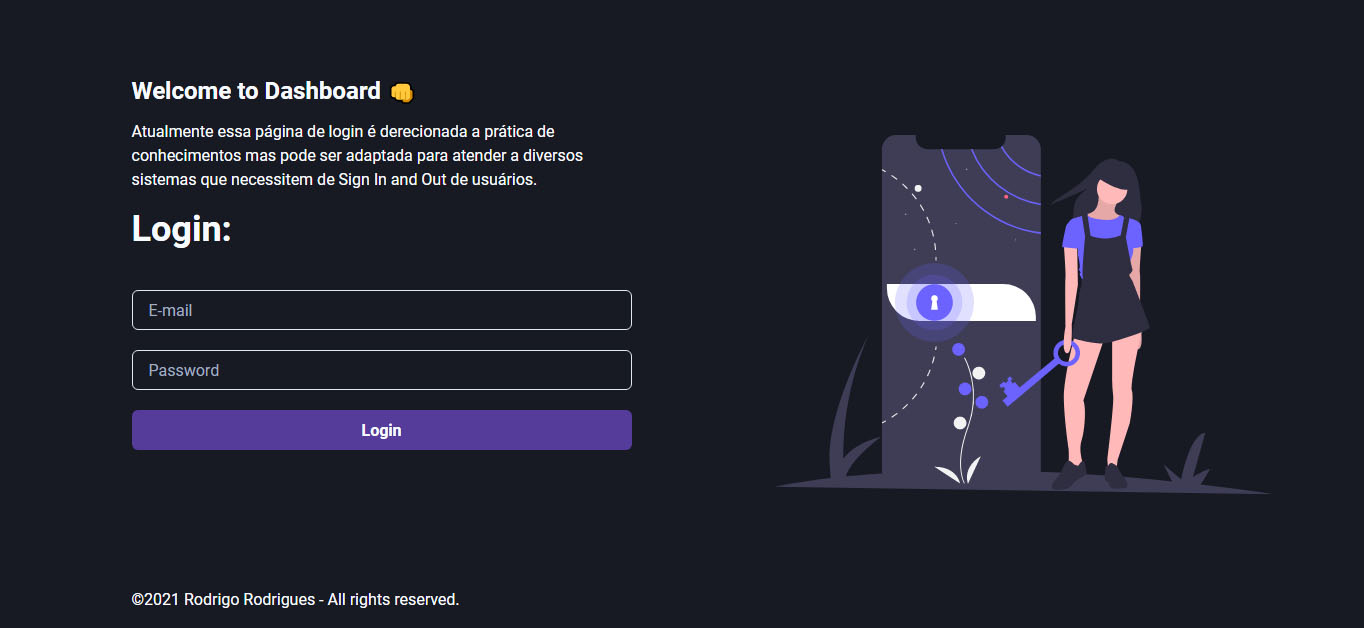 Welcome to Dashboard 👊
Atualmente essa página de login é derecionada a prática de
conhecimentos mas pode ser adaptada para atender a diversos
sistemas que necessitem de Sign In and Out de usuários.
Login:
E-mail
Password
Login
©2021 Rodrigo Rodrigues - All rights reserved.